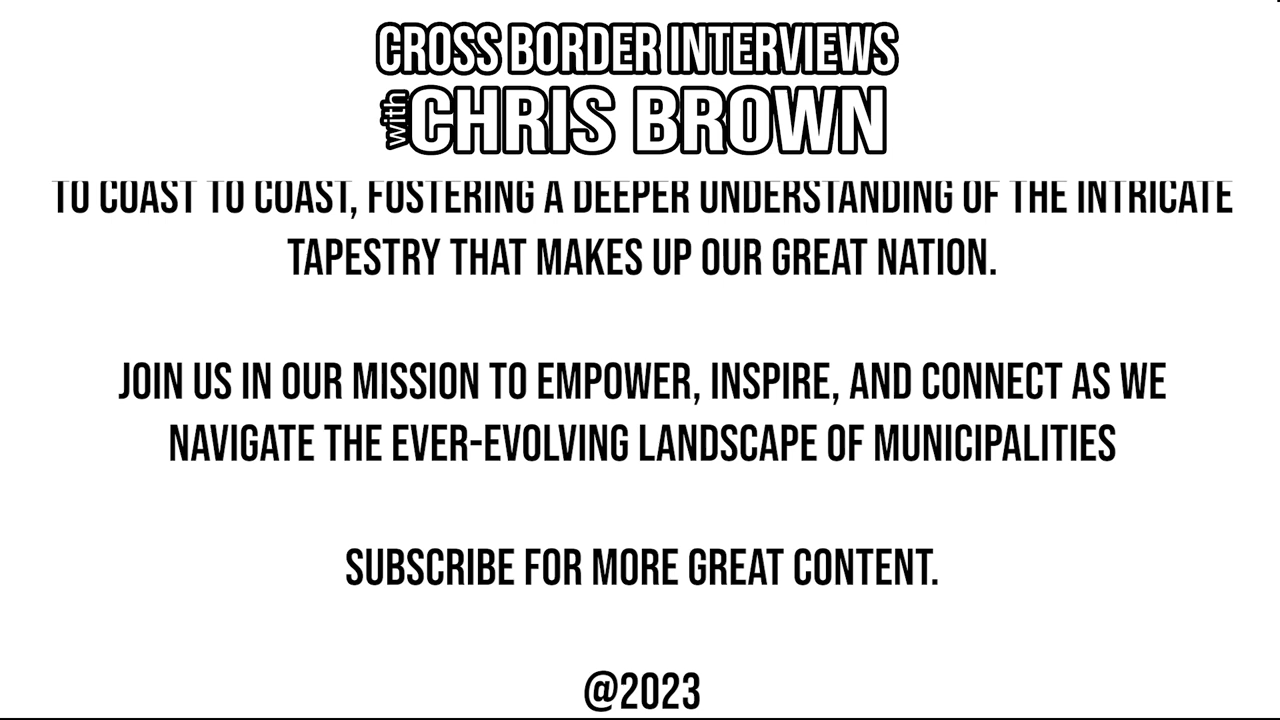 CROSS BORDER INTERVIEWS
with CHRIS BROWN
TO COAST TO COAST, FOSTERING A DEEPER UNDERSTANDING OF THE INTRICATE
TAPESTRY THAT MAKES UP OUR GREAT NATION.
JOIN US IN OUR MISSION TO EMPOWER, INSPIRE, AND CONNECT AS WE
NAVIGATE THE EVER-EVOLVING LANDSCAPE OF MUNICIPALITIES
SUBSCRIBE FOR MORE GREAT CONTENT.
@2023